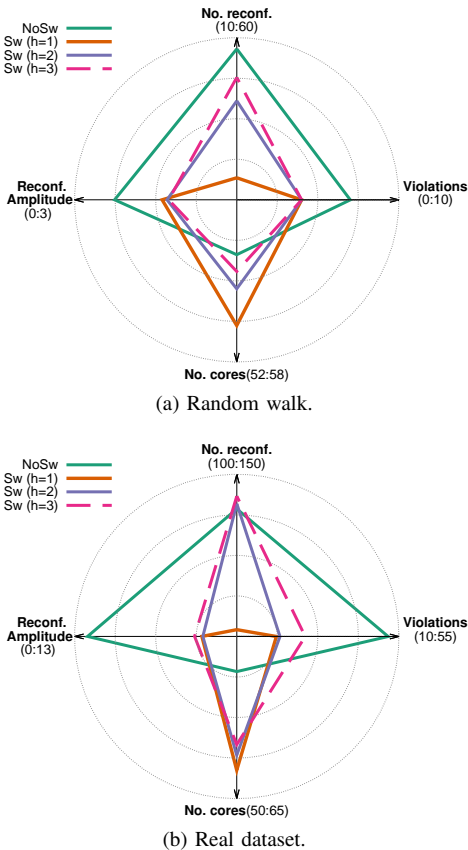 No. reconf.
(10:60)
NoSw
Sw (h=1)
Sw (h=2)
Sw (h=3)
Reconf.
Amplitude
(0:3)
Violations
(0:10)
No. cores(52:58)
(a) Random walk.
No. reconf.
(100:150)
NoSw
Sw (h=1)
Sw (h=2)
Sw (h=3)
Reconf.
Amplitude
(0:13)
Violations
(10:55)
No. cores(50:65)
(b) Real dataset.